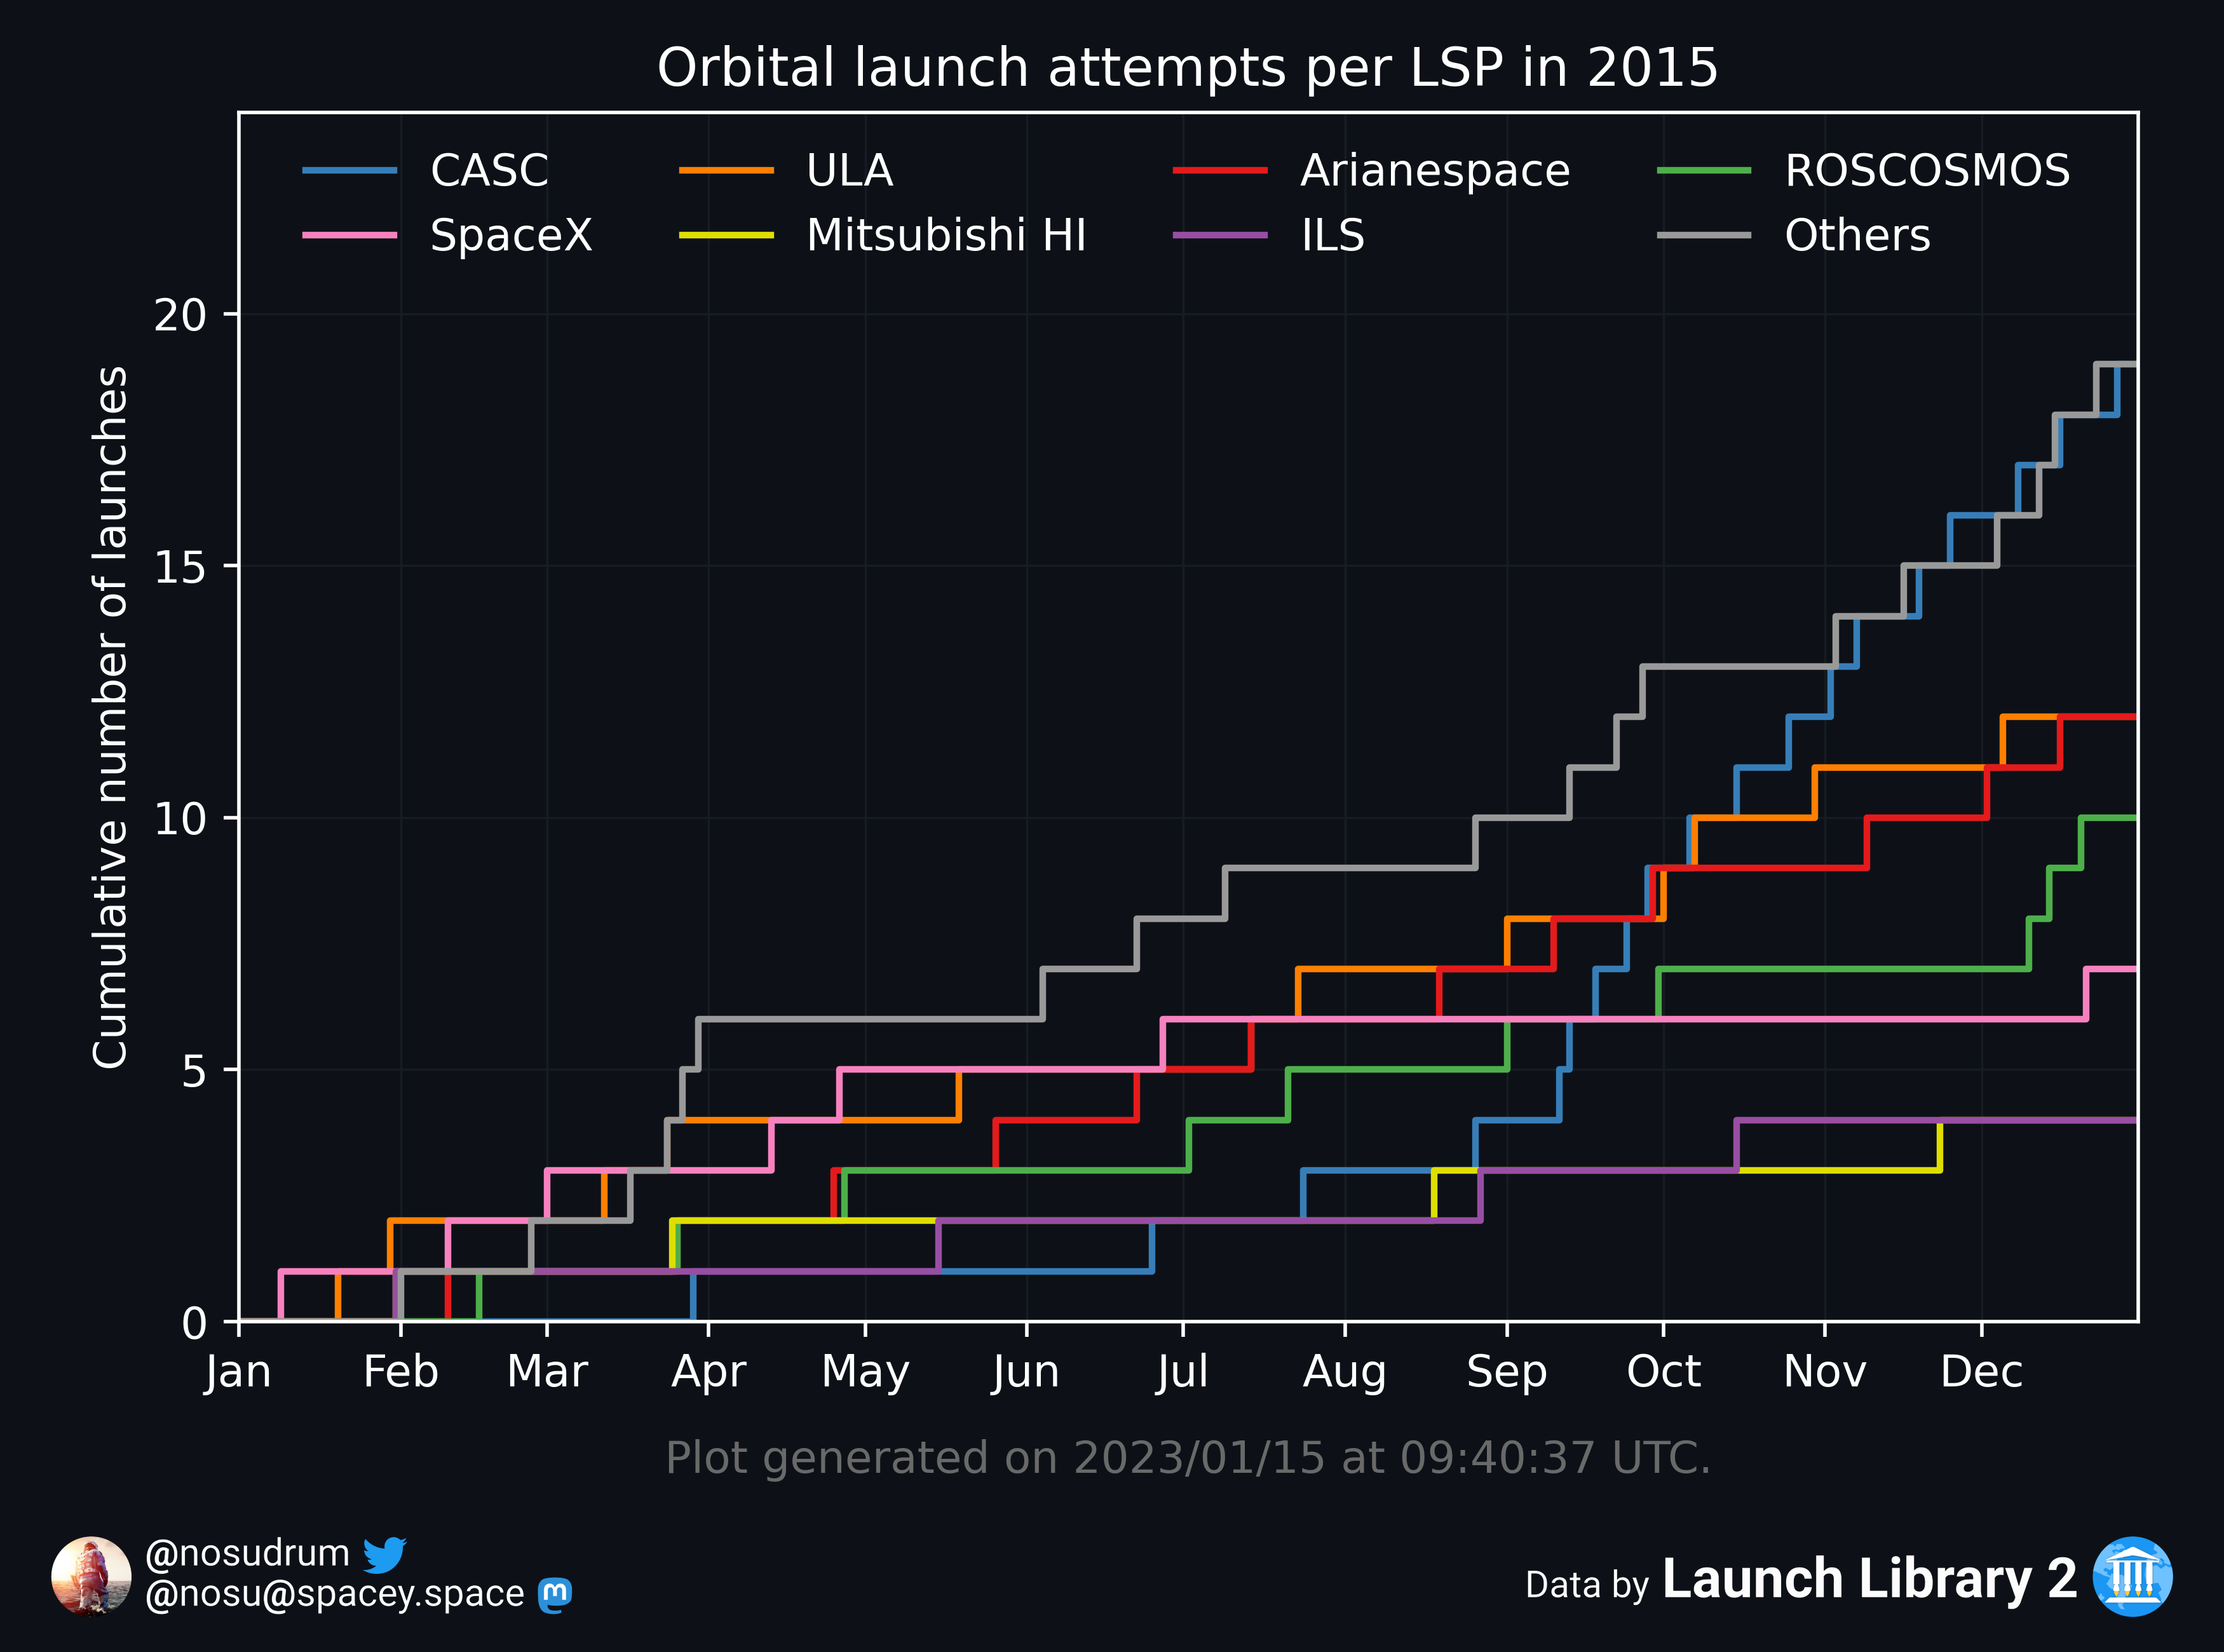 Orbital launch attempts per LSP in 2015
CASC ULA Arianespace ROSCOSMOS
SpaceX Mitsubishi HI ILS Others
Cumulative number of launches
20
15
10
5
0
Jan Feb Mar Apr May Jun Jul Aug Sep Oct Nov Dec
Plot generated on 2023/01/15 at 09:40:37 UTC.
@nosudrum
@nosu@spacey.space
Data by Launch Library 2